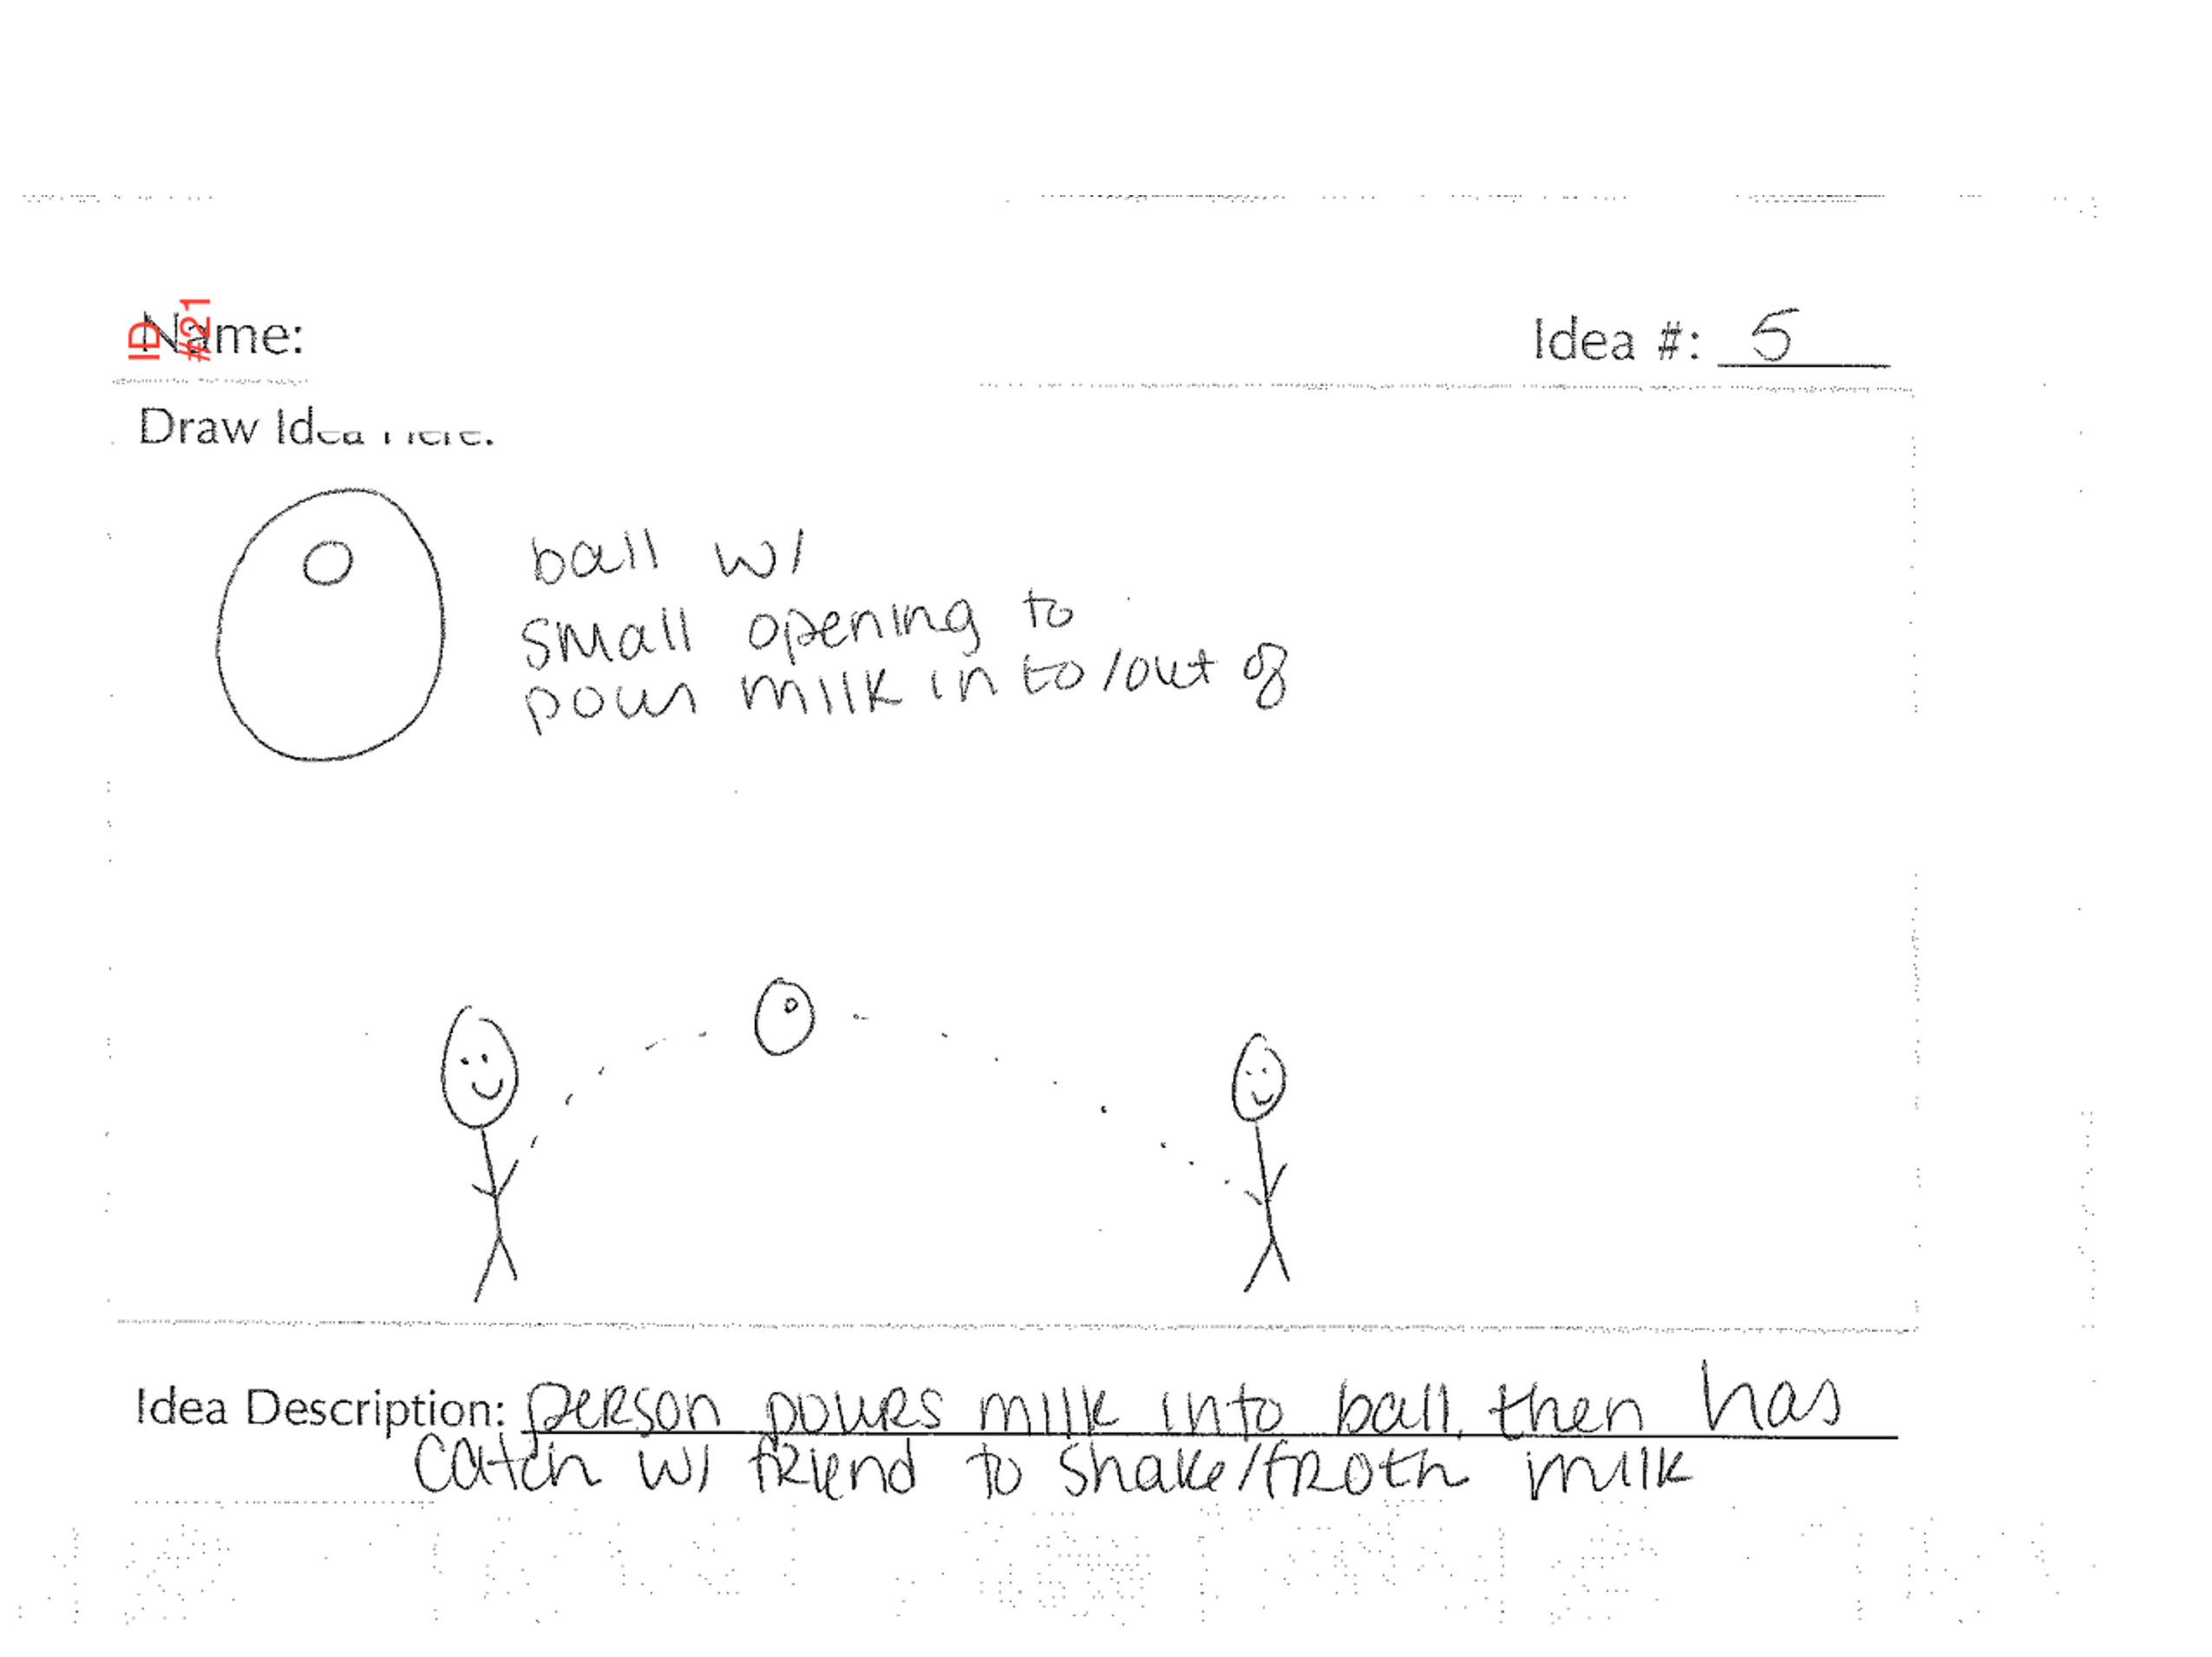 ID
#21
Name:
Idea #: 5
Draw Idea Here:
ball w/
small opening to
pour milk in to/out of
Idea Description: person pours milk into ball, then has
catch w/ friend to shake/froth milk